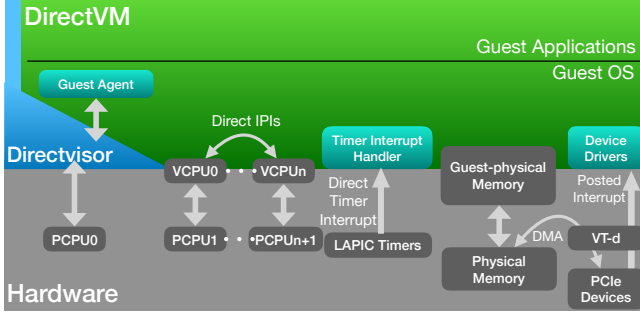 DirectVM
Guest Applications
Guest OS
Guest Agent
Direct IPIs
Directvisor
Timer Interrupt
Handler
Device
Drivers
VCPU0
VCPUn
Guest-physical
Memory
Direct
Timer
Interrupt
Posted
Interrupt
PCPU0
PCPU1
PCPUn+1
LAPIC Timers
DMA
VT-d
Physical
Memory
PCIe
Devices
Hardware